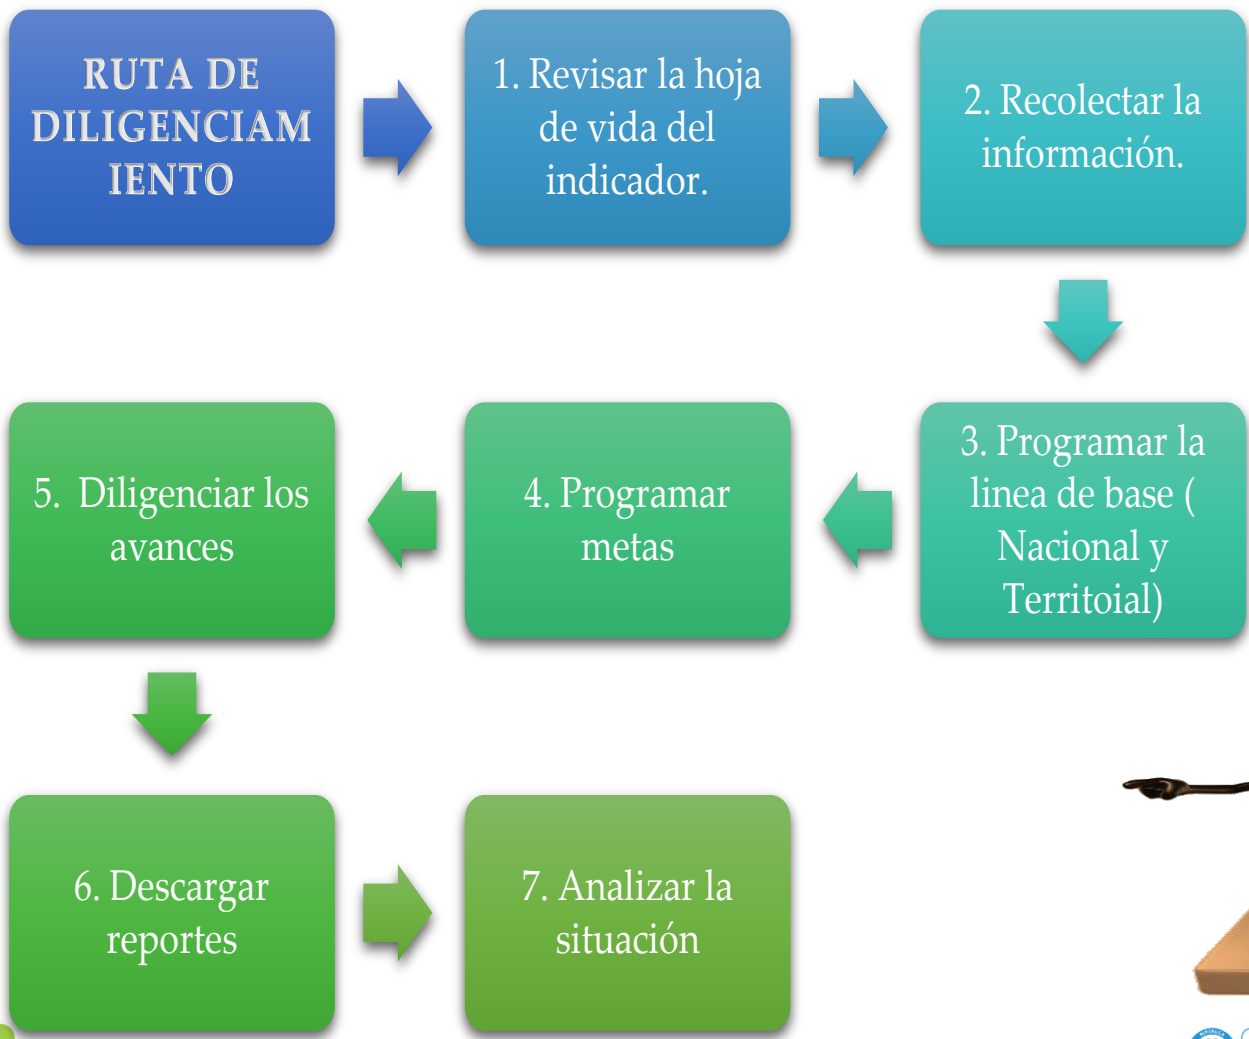 RUTA DE
DILIGENCIAM
IENTO
1. Revisar la hoja
de vida del
indicador.
2. Recolectar la
información.
3. Programar la
linea de base (
Nacional y
Territoial)
4. Programar
metas
5.  Diligenciar los
avances
6. Descargar
reportes
7. Analizar la
situación